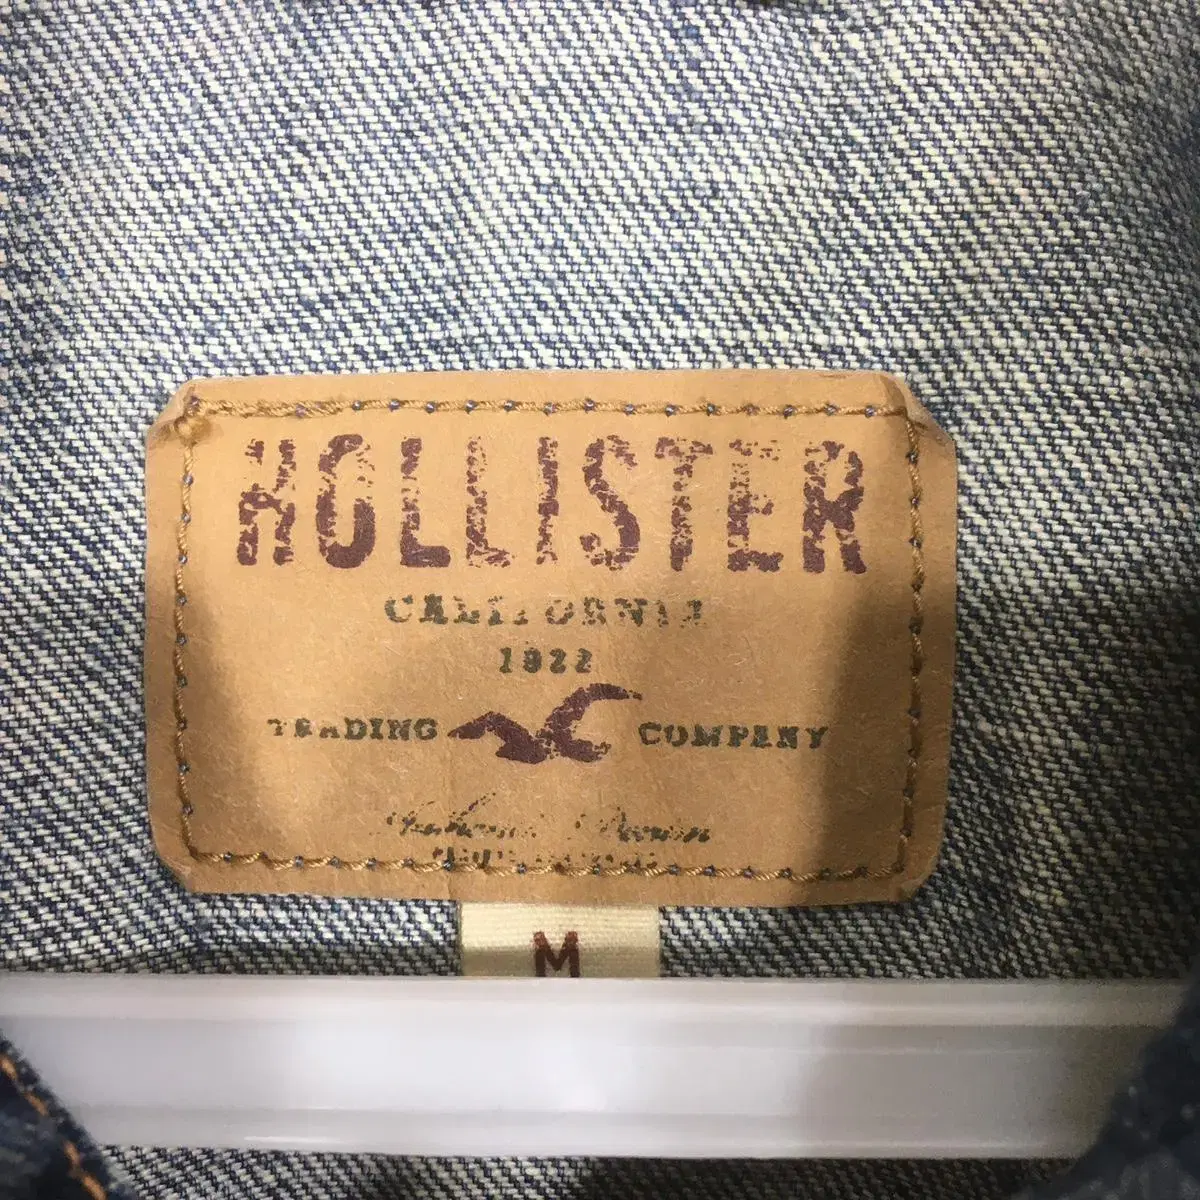 HOLLISTER
CALIFORNIA
1922
TRADING COMPANY
M